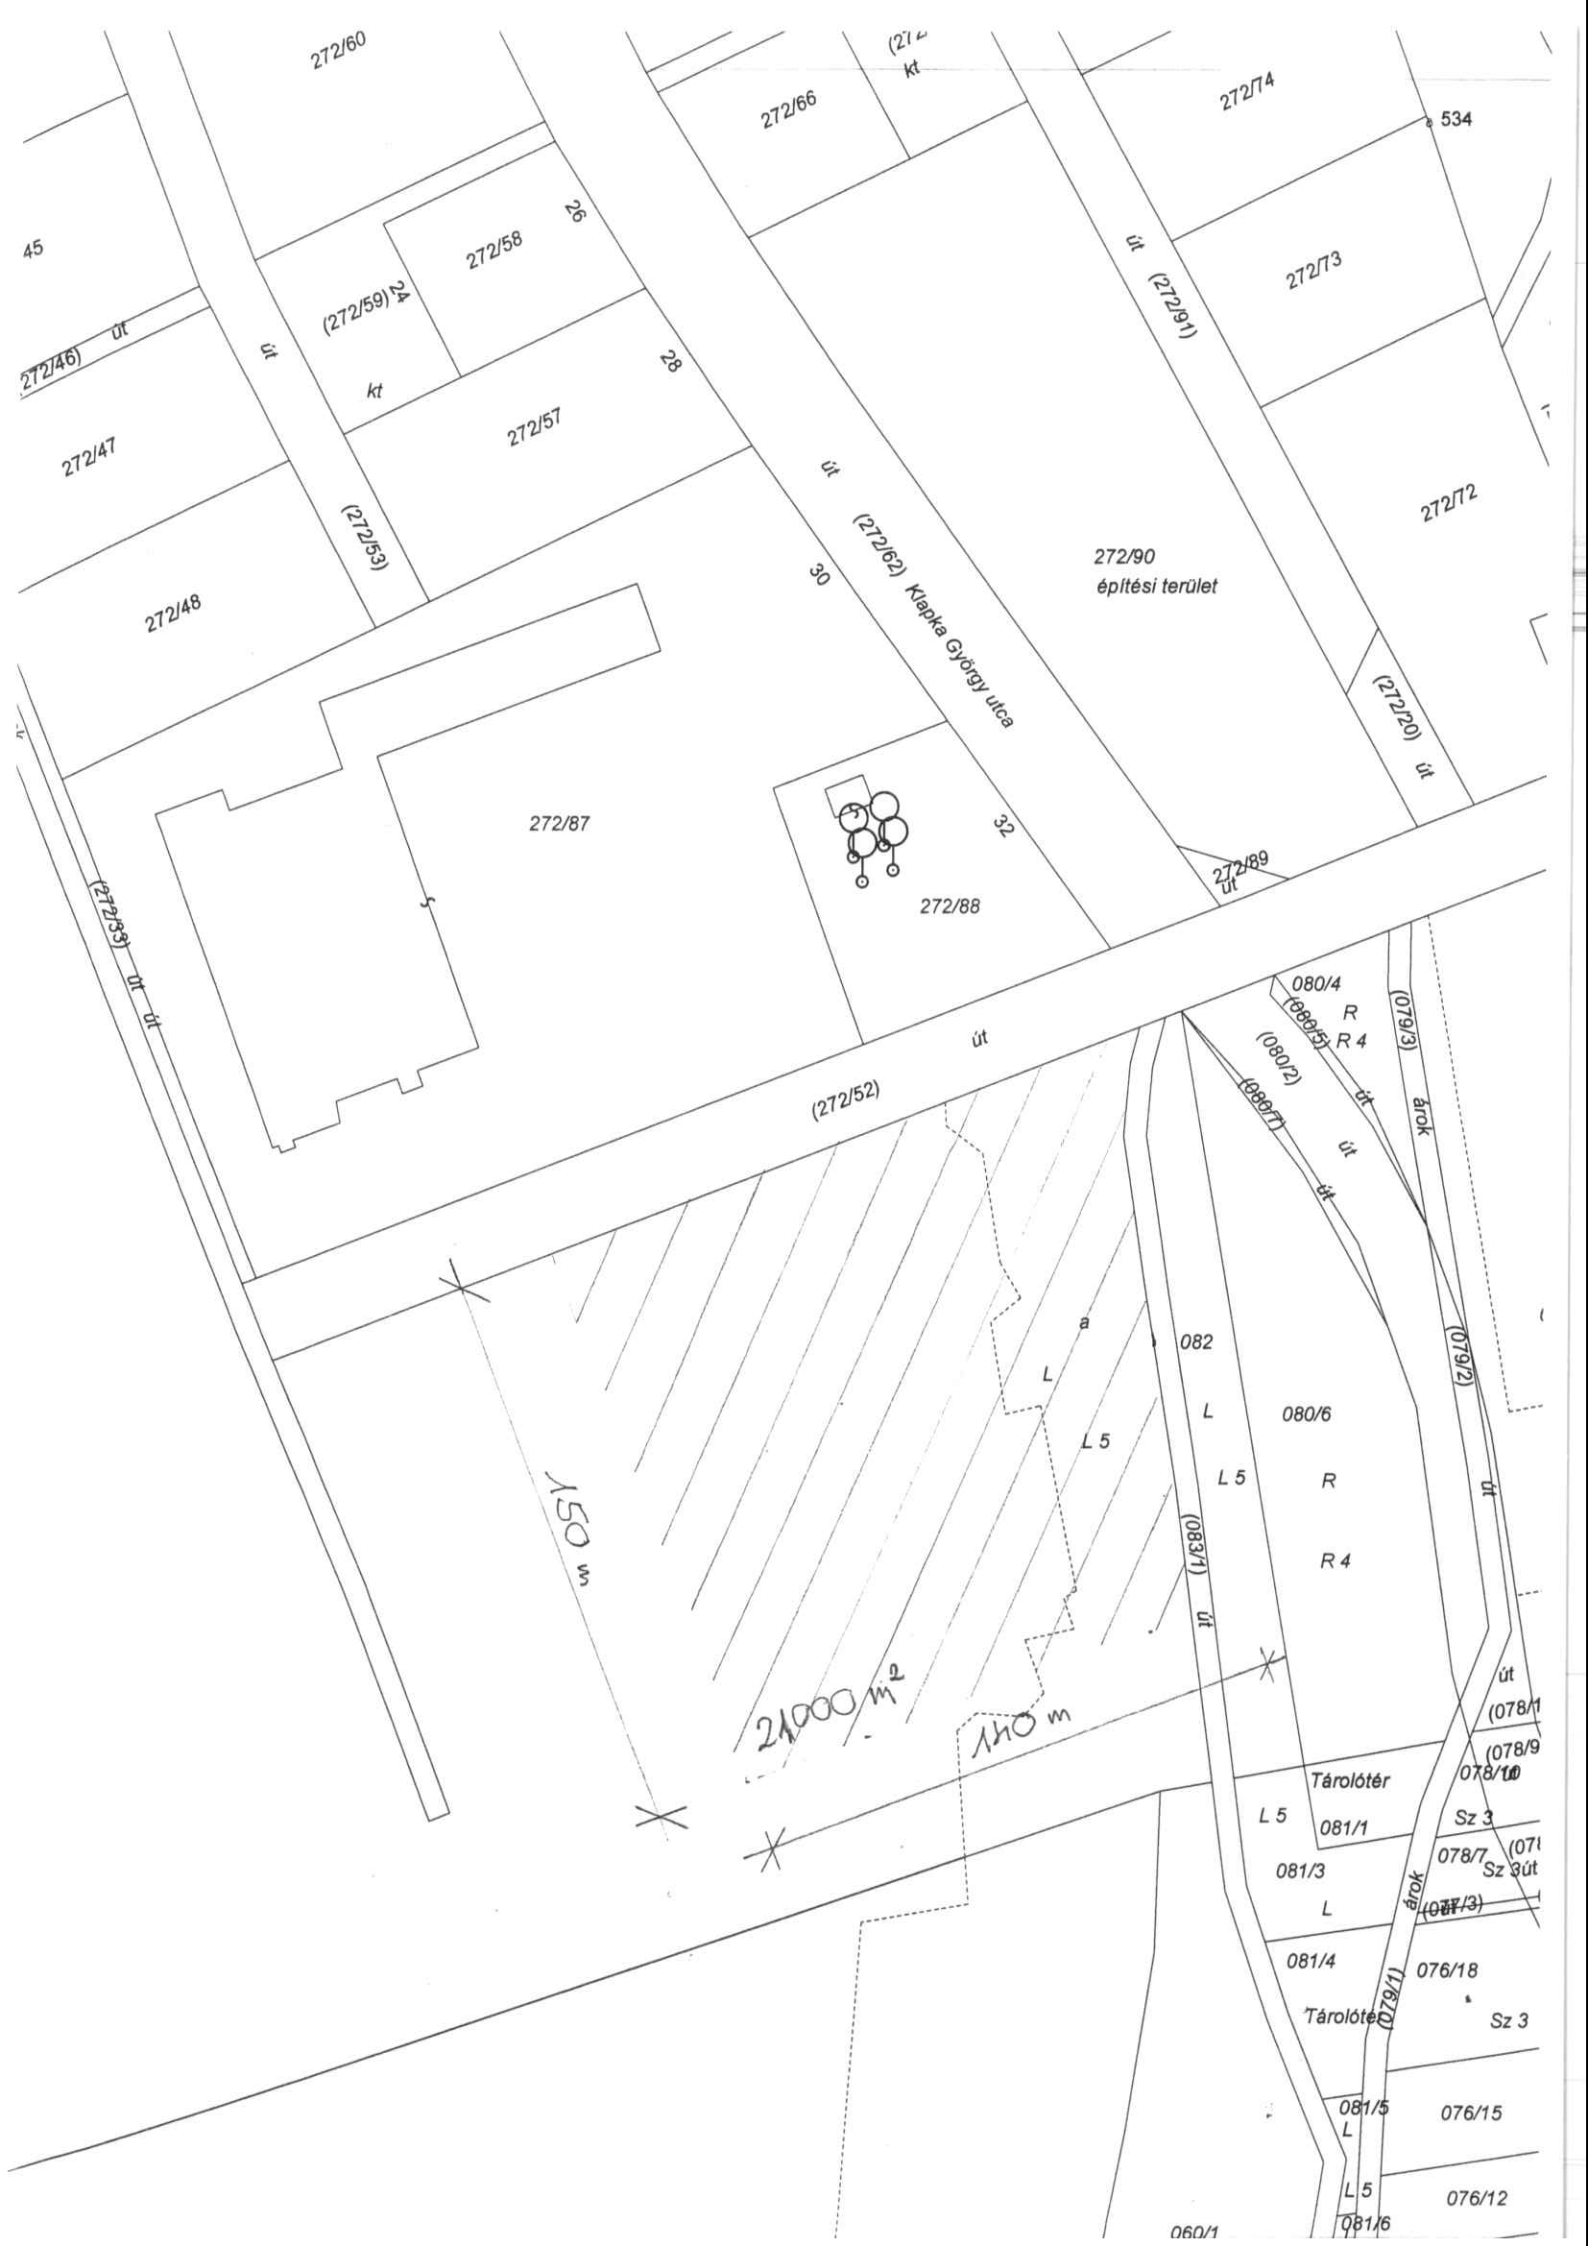 272/60
272/66
kt
272/74
534
45
26
272/58
(272/59)
24
út
272/73
út
(272/91)
út
272/46)
út
28
kt
272/57
272/47
út
(272/53)
(272/62) Klapka György utca
272/72
272/90
építési terület
30
272/48
(272/20) út
272/87
32
272/89
út
272/88
(272/33) út
út
út
(272/52)
080/4
R
R 4
(080/5)
(080/2)
(079/3)
(080/7)
út
árok
út
út
a
082
(079/2)
L
L
080/6
L 5
L 5
R
út
150 m
(083/1)
R 4
út
21000 m²
140 m
út
(078/1
(078/9
Tárolótér
078/10
L 5
081/1
Sz 3
078/7
(078
081/3
Sz 3út
L
árok
081/4
076/18
(079/1)
Sz 3
081/5
076/15
L
L 5
076/12
060/1
081/6